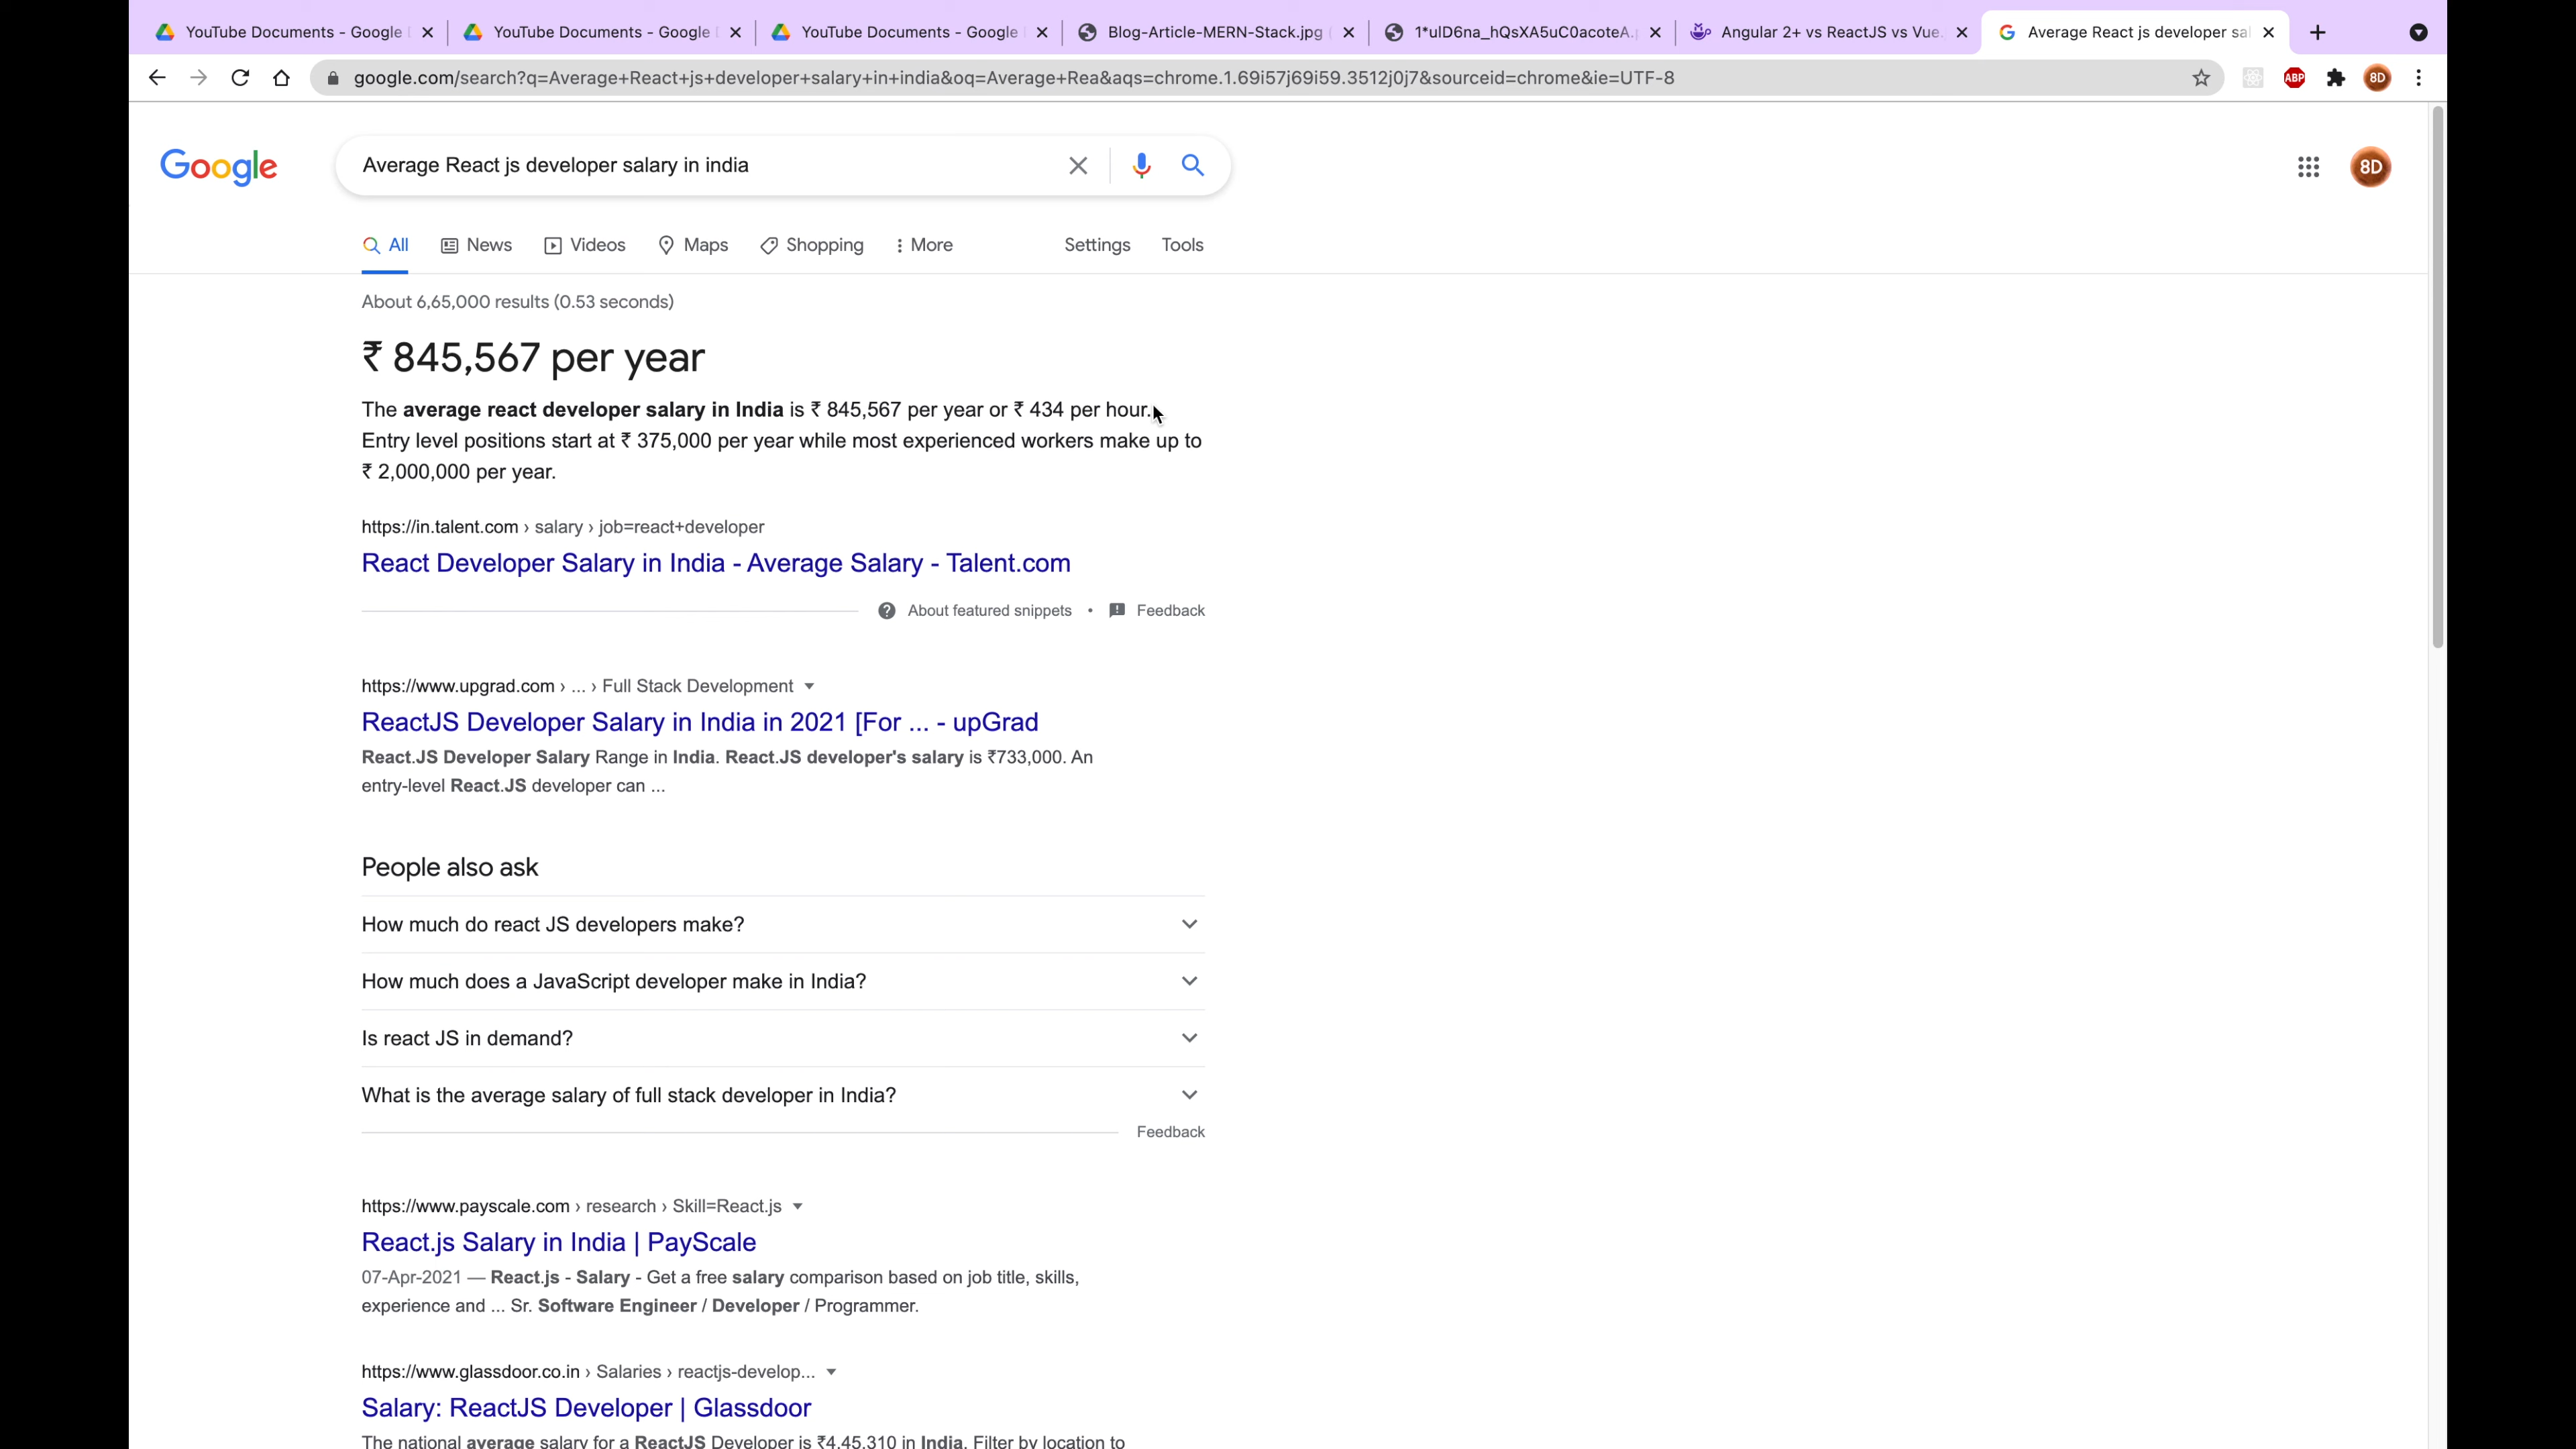 YouTube Documents - Google
YouTube Documents - Google
YouTube Documents - Google
Blog-Article-MERN-Stack.jpg
1*ulD6na_hQsXA5uC0acoteA.
Angular 2+ vs ReactJS vs Vue.
Average React js developer sal
google.com/search?q=Average+React+js+developer+salary+in+india&oq=Average+Rea&aqs=chrome.1.69i57j69i59.3512j0j7&sourceid=chrome&ie=UTF-8
ABP
8D
Google
Average React js developer salary in india
8D
All
News
Videos
Maps
Shopping
More
Settings
Tools
About 6,65,000 results (0.53 seconds)
₹ 845,567 per year
The average react developer salary in India is ₹ 845,567 per year or ₹ 434 per hour.
Entry level positions start at ₹ 375,000 per year while most experienced workers make up to
₹ 2,000,000 per year.
https://in.talent.com › salary › job=react+developer
React Developer Salary in India - Average Salary - Talent.com
About featured snippets • Feedback
https://www.upgrad.com › ... › Full Stack Development
ReactJS Developer Salary in India in 2021 [For ... - upGrad
React.JS Developer Salary Range in India. React.JS developer's salary is ₹733,000. An
entry-level React.JS developer can ...
People also ask
How much do react JS developers make?
How much does a JavaScript developer make in India?
Is react JS in demand?
What is the average salary of full stack developer in India?
Feedback
https://www.payscale.com › research › Skill=React.js
React.js Salary in India | PayScale
07-Apr-2021 — React.js - Salary - Get a free salary comparison based on job title, skills,
experience and ... Sr. Software Engineer / Developer / Programmer.
https://www.glassdoor.co.in › Salaries › reactjs-develop...
Salary: ReactJS Developer | Glassdoor
The national average salary for a ReactJS Developer is ₹4,45,310 in India. Filter by location to